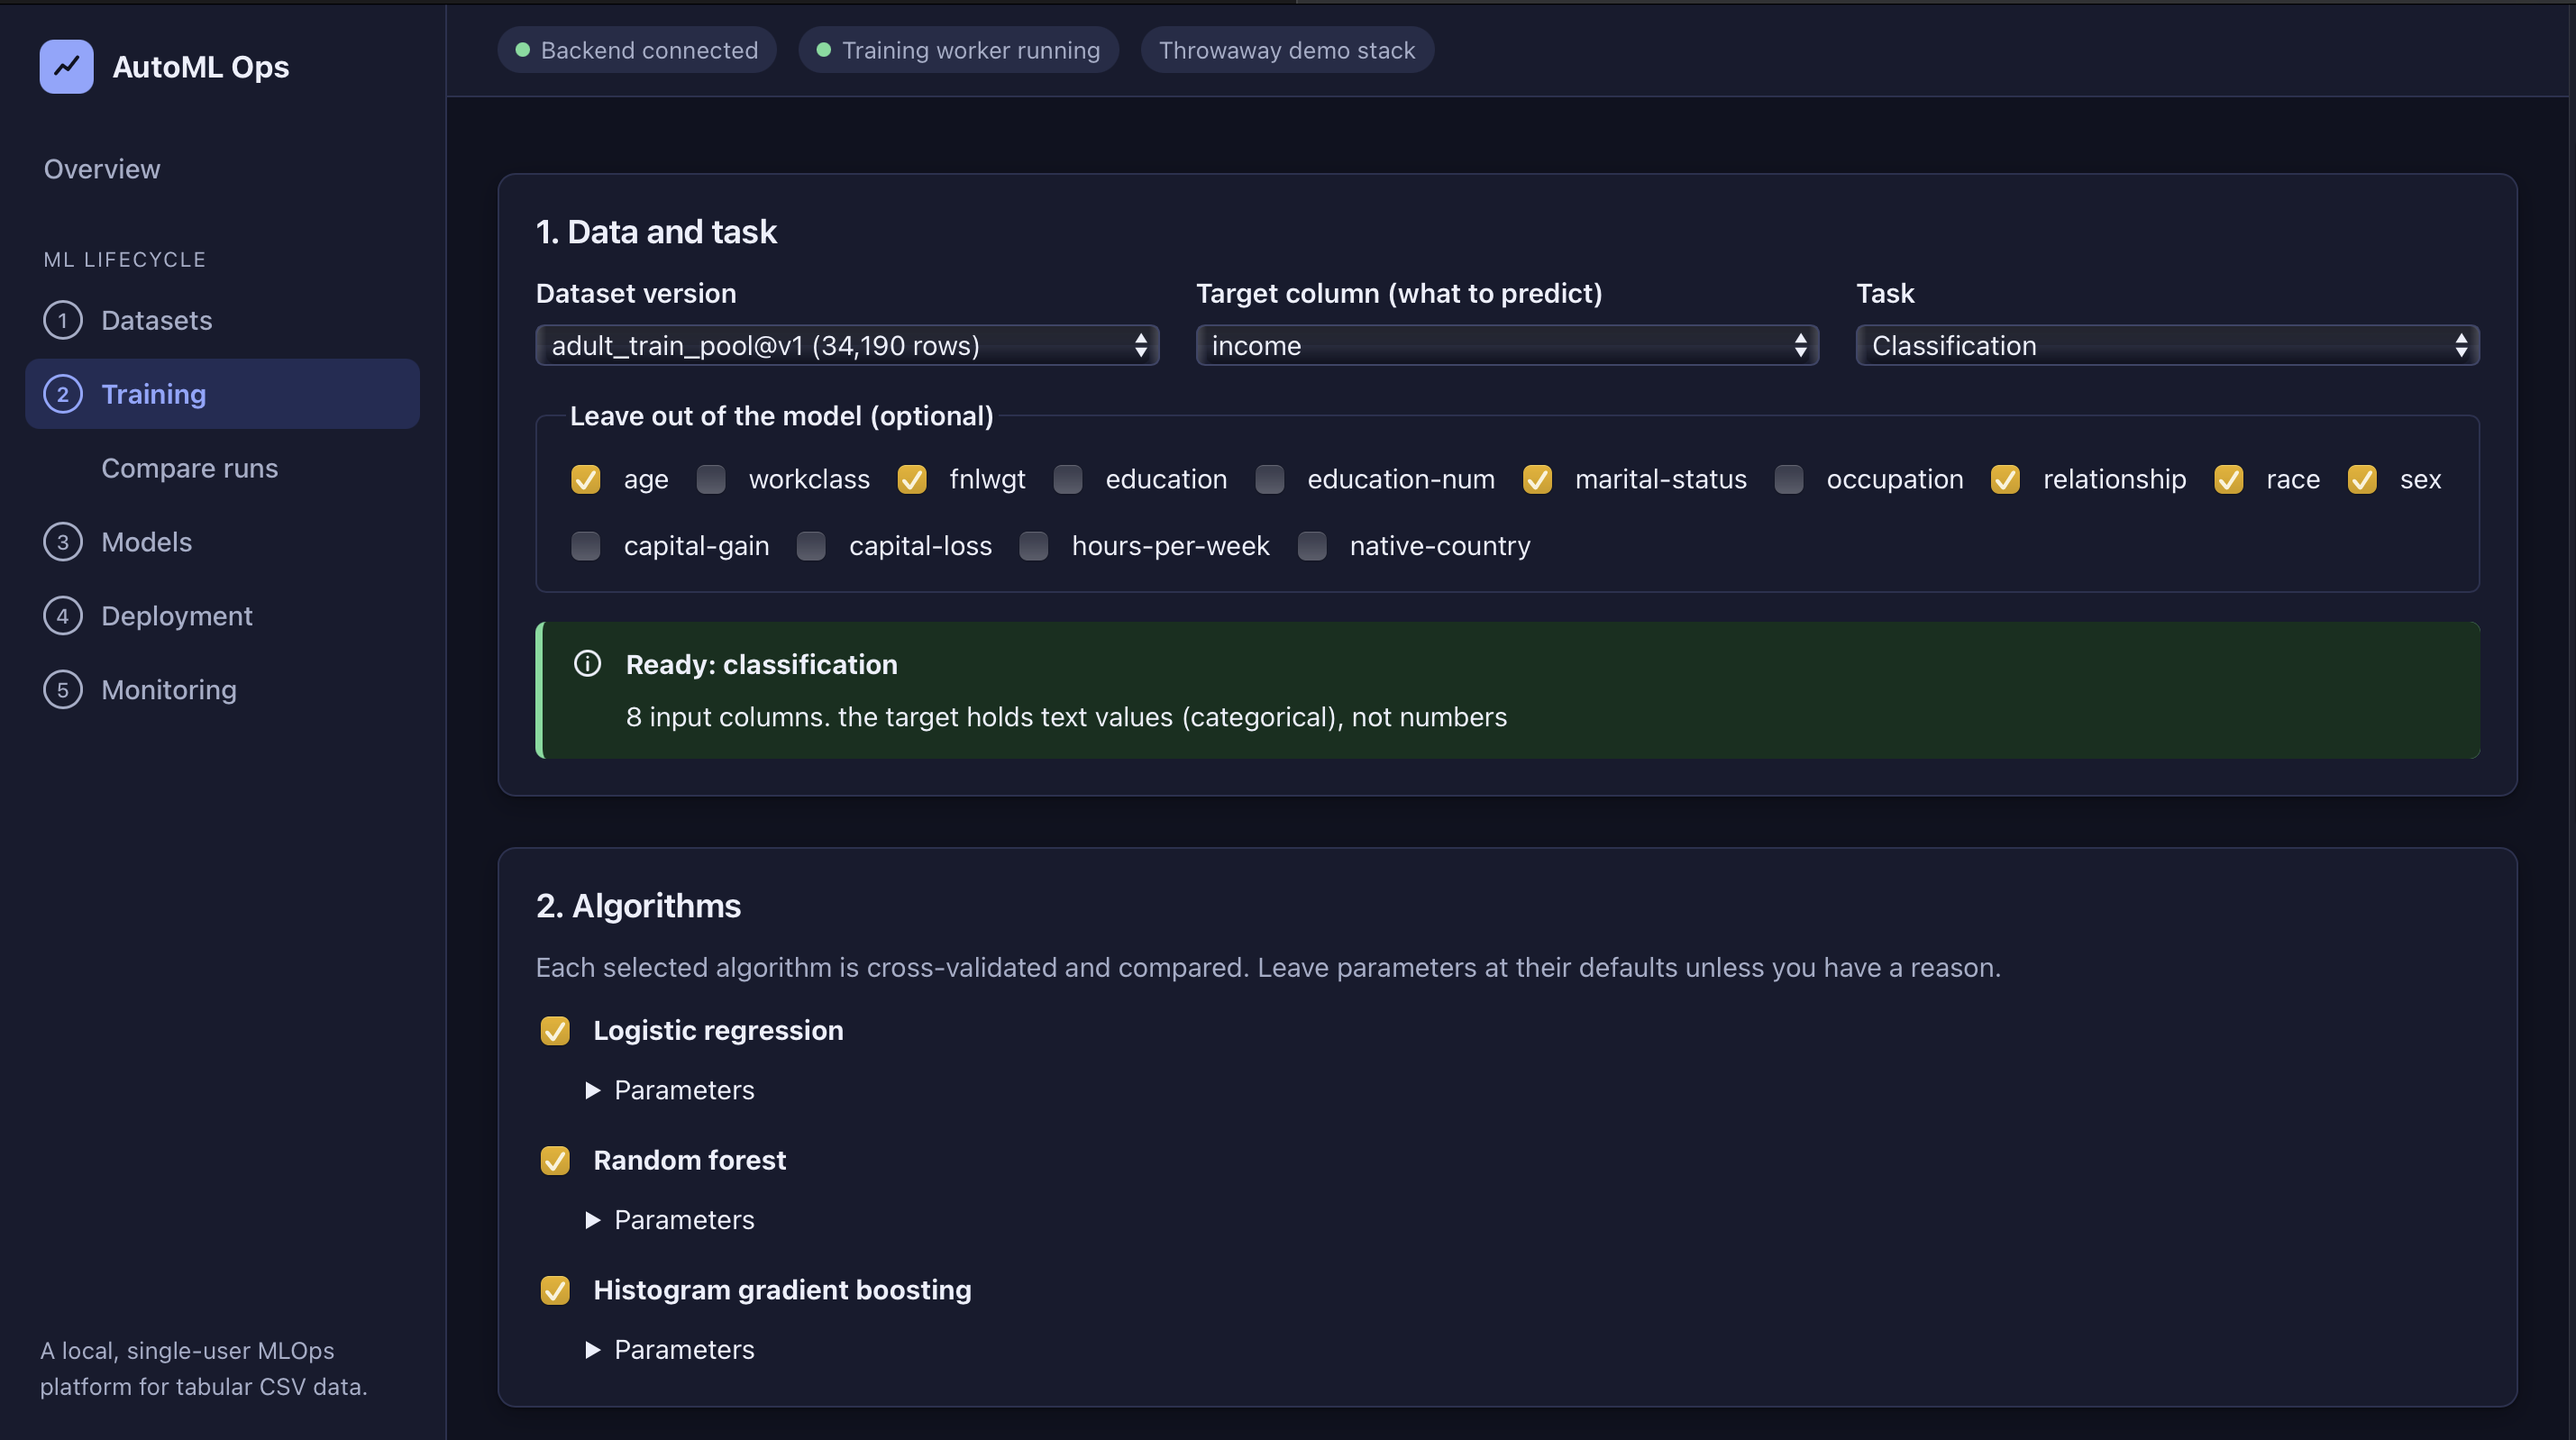 AutoML Ops
Backend connected
Training worker running
Throwaway demo stack
Overview
ML LIFECYCLE
1 Datasets
2 Training
Compare runs
3 Models
4 Deployment
5 Monitoring
A local, single-user MLOps
platform for tabular CSV data.
1. Data and task
Dataset version
adult_train_pool@v1 (34,190 rows)
Target column (what to predict)
income
Task
Classification
Leave out of the model (optional)
age workclass fnlwgt education education-num marital-status occupation relationship race sex
capital-gain capital-loss hours-per-week native-country
Ready: classification
8 input columns. the target holds text values (categorical), not numbers
2. Algorithms
Each selected algorithm is cross-validated and compared. Leave parameters at their defaults unless you have a reason.
Logistic regression
Parameters
Random forest
Parameters
Histogram gradient boosting
Parameters